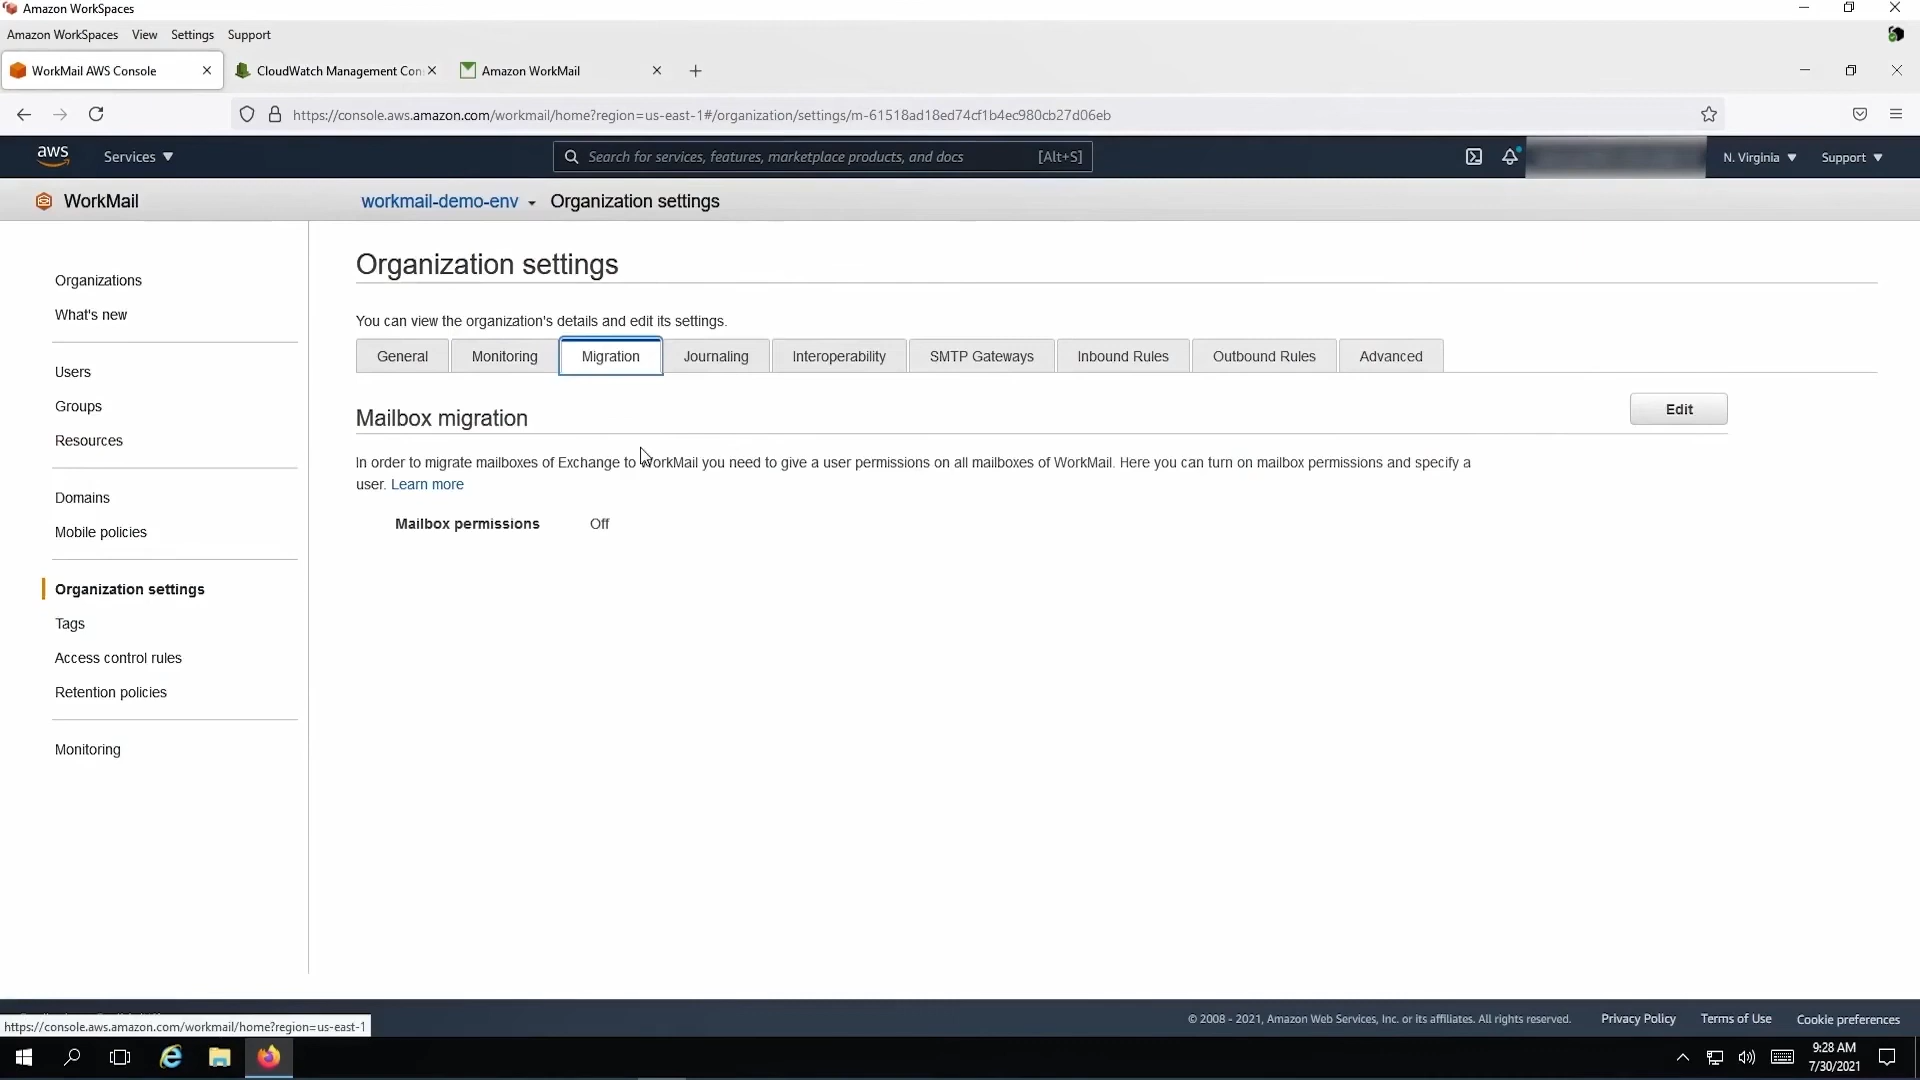 Amazon WorkSpaces
Amazon WorkSpaces View Settings Support
WorkMail AWS Console
CloudWatch Management Con
Amazon WorkMail
https://console.aws.amazon.com/workmail/home?region=us-east-1#/organization/settings/m-61518ad18ed74cf1b4ec980cb27d06eb
aws Services
Search for services, features, marketplace products, and docs [Alt+S]
N. Virginia
Support
WorkMail
workmail-demo-env Organization settings
Organizations
What's new
Users
Groups
Resources
Domains
Mobile policies
Organization settings
Tags
Access control rules
Retention policies
Monitoring
Organization settings
You can view the organization's details and edit its settings.
General Monitoring Migration Journaling Interoperability SMTP Gateways Inbound Rules Outbound Rules Advanced
Mailbox migration
Edit
In order to migrate mailboxes of Exchange to WorkMail you need to give a user permissions on all mailboxes of WorkMail. Here you can turn on mailbox permissions and specify a
user. Learn more
Mailbox permissions Off
https://console.aws.amazon.com/workmail/home?region=us-east-1
© 2008 - 2021, Amazon Web Services, Inc. or its affiliates. All rights reserved. Privacy Policy Terms of Use Cookie preferences
9:28 AM
7/30/2021